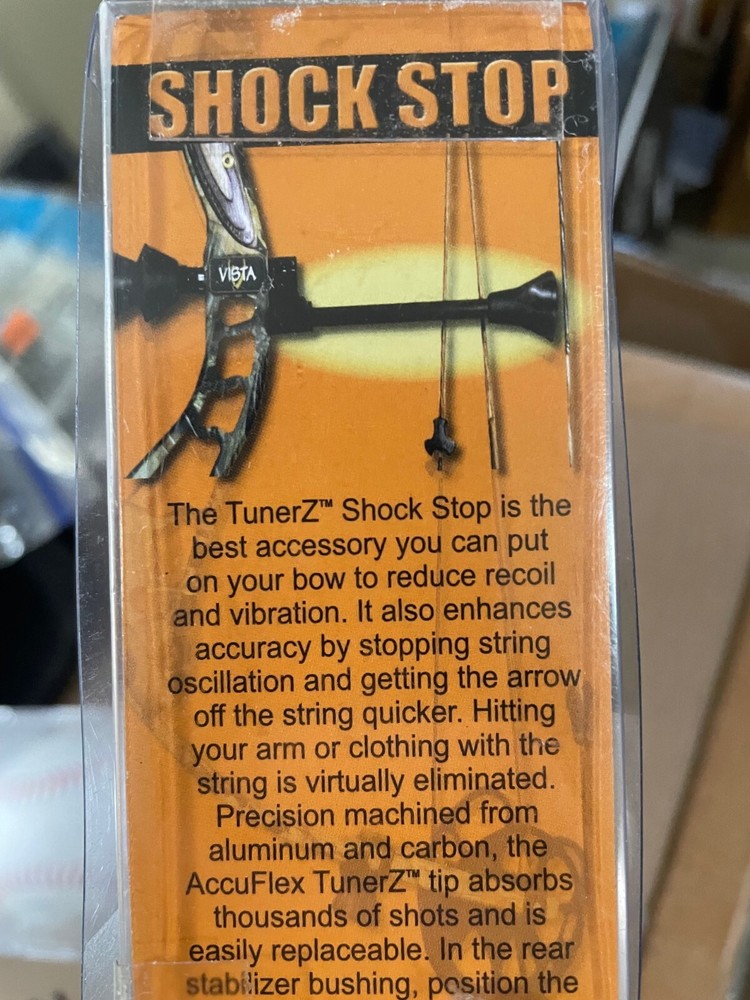 SHOCK STOP
VISTA
The TunerZ™ Shock Stop is the
best accessory you can put
on your bow to reduce recoil
and vibration. It also enhances
accuracy by stopping string
oscillation and getting the arrow
off the string quicker. Hitting
your arm or clothing with the
string is virtually eliminated.
Precision machined from
aluminum and carbon, the
AccuFlex TunerZ™ tip absorbs
thousands of shots and is
easily replaceable. In the rear
stabilizer bushing, position the